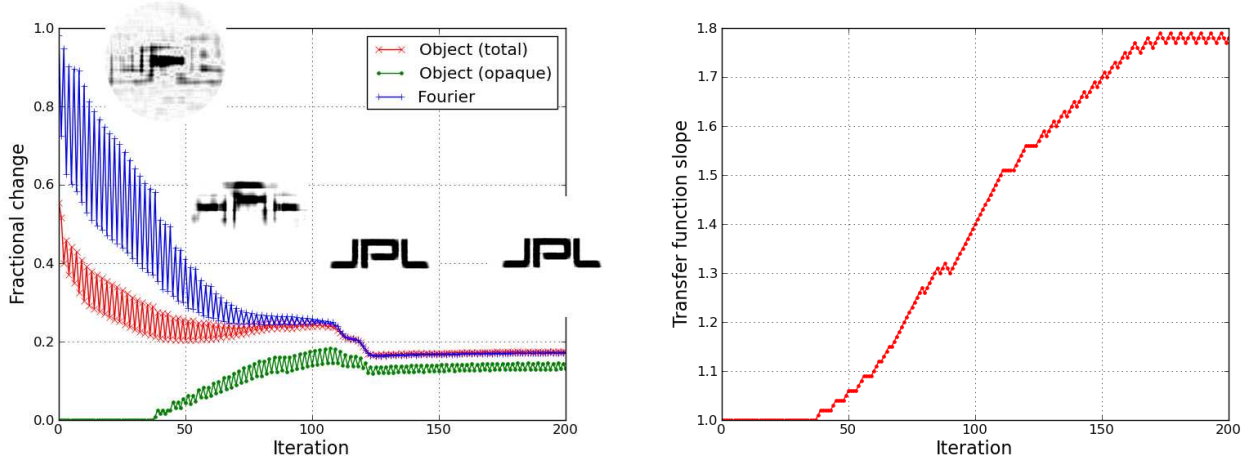 Fractional change
1.0
0.8
0.6
0.4
0.2
0.0
0
50
100
150
200
Iteration
Object (total)
Object (opaque)
Fourier
JPL
JPL
Transfer function slope
1.8
1.7
1.6
1.5
1.4
1.3
1.2
1.1
1.0
0
50
100
150
200
Iteration